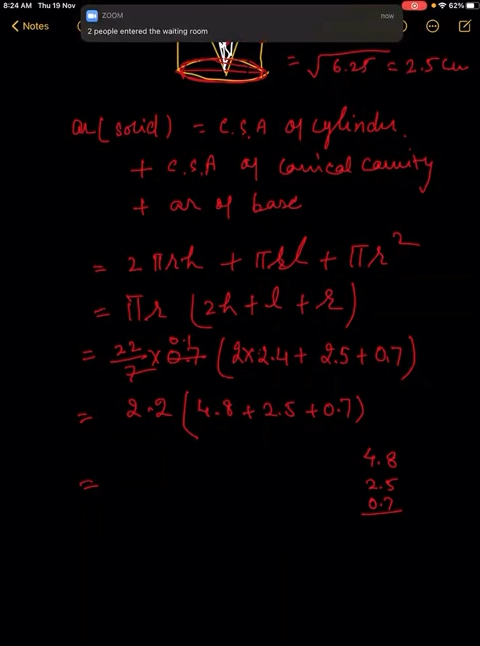 8:24 AM Thu 19 Nov
62%
ZOOM
now
2 people entered the waiting room
Notes
= √6.25 = 2.5 cm
ar (solid) = C.S.A of cylinder
+ C.S.A of conical cavity
+ ar of base
= 2πrh + πrl + πr²
= πr (2h + l + r)
= 22/7 × 0.7 0.1 (2×2.4 + 2.5 + 0.7)
= 2.2 (4.8 + 2.5 + 0.7)
4.8
= 2.5
0.7